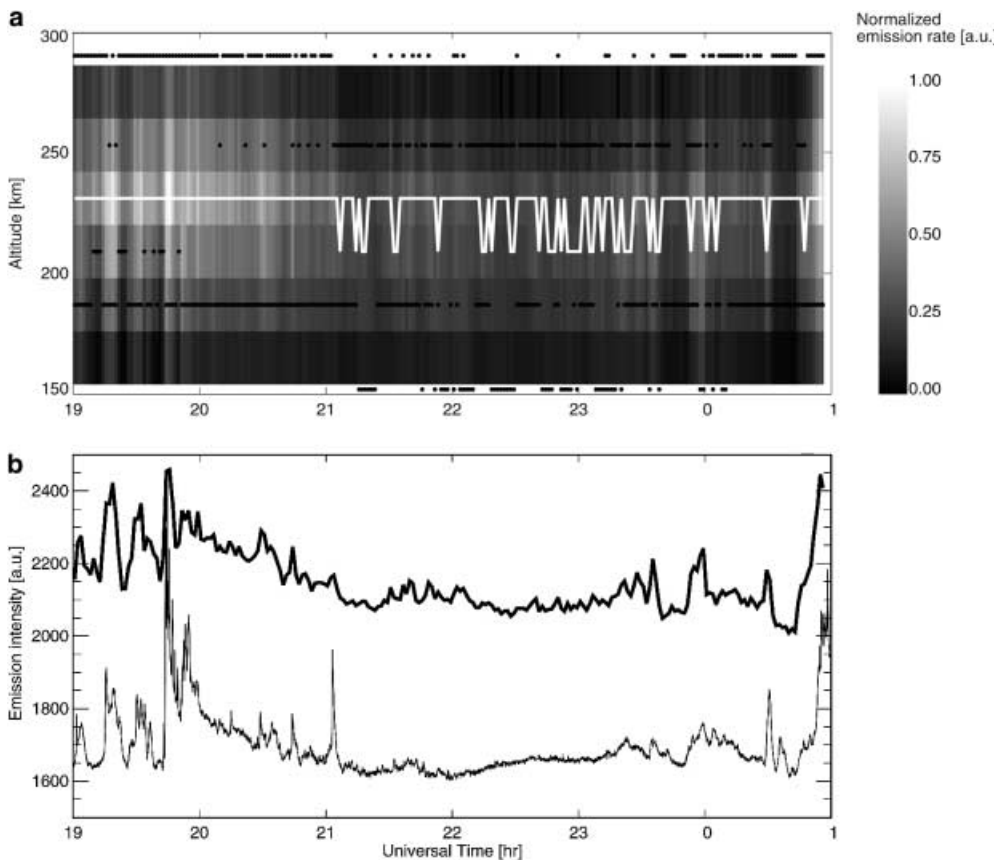 a
Normalized
emission rate [a.u.]
300
250
200
150
Altitude [km]
1.00
0.75
0.50
0.25
0.00
19 20 21 22 23 0 1
b
2400
2200
2000
1800
1600
Emission intensity [a.u.]
19 20 21 22 23 0 1
Universal Time [hr]